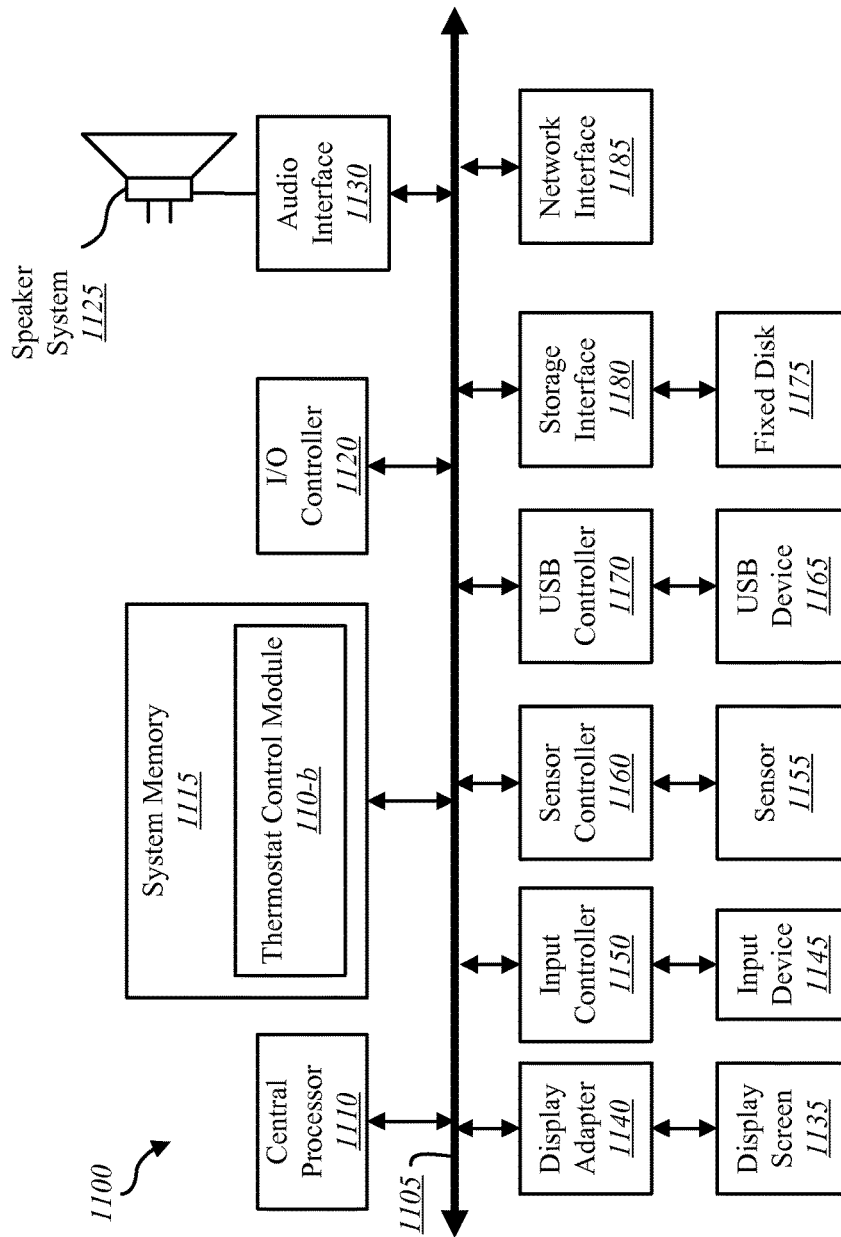 1100
Central
Processor
1110
System Memory
1115
Thermostat Control Module
110-b
I/O
Controller
1120
Speaker
System
1125
Audio
Interface
1130
1105
Display
Adapter
1140
Input
Controller
1150
Sensor
Controller
1160
USB
Controller
1170
Storage
Interface
1180
Network
Interface
1185
Display
Screen
1135
Input
Device
1145
Sensor
1155
USB
Device
1165
Fixed Disk
1175